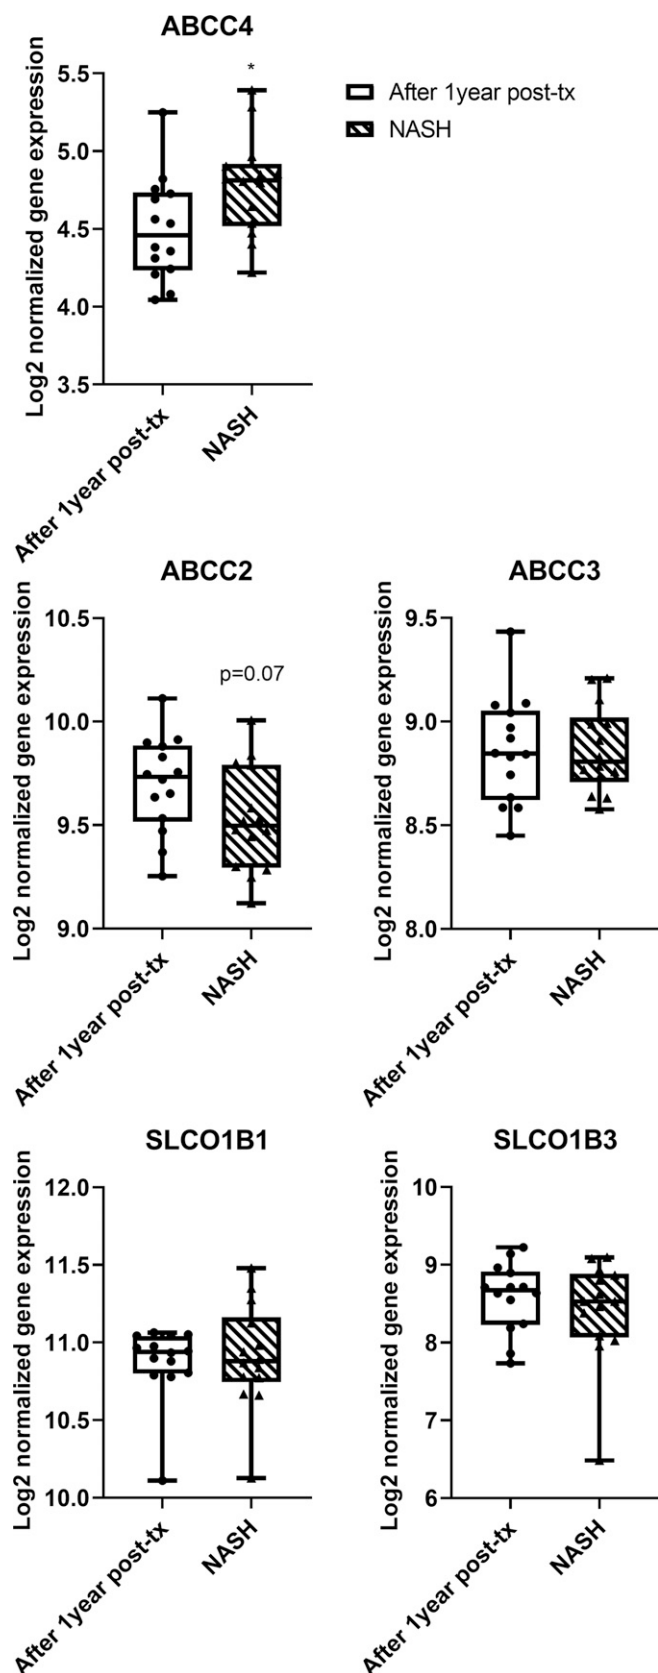 ABCC4
*
After 1year post-tx
NASH
Log2 normalized gene expression
5.5
5.0
4.5
4.0
3.5
After 1year post-tx
NASH
ABCC2
p=0.07
Log2 normalized gene expression
10.5
10.0
9.5
9.0
After 1year post-tx
NASH
ABCC3
Log2 normalized gene expression
9.5
9.0
8.5
8.0
After 1year post-tx
NASH
SLCO1B1
Log2 normalized gene expression
12.0
11.5
11.0
10.5
10.0
After 1year post-tx
NASH
SLCO1B3
Log2 normalized gene expression
10
9
8
7
6
After 1year post-tx
NASH